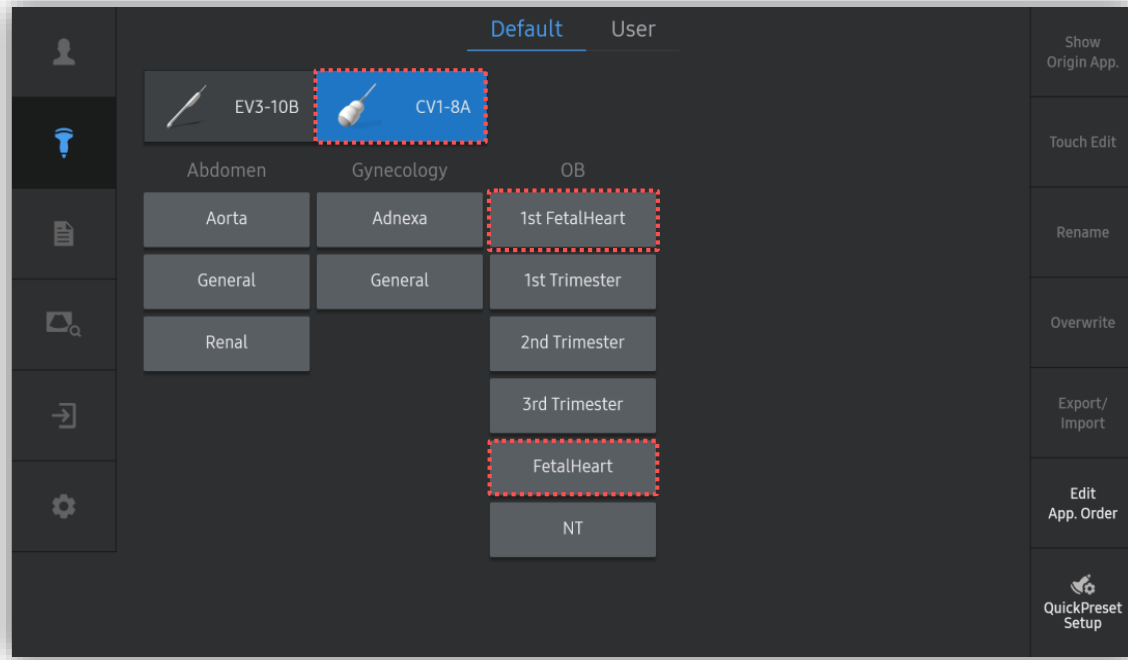 Default User
EV3-10B CV1-8A
Abdomen Gynecology OB
Aorta Adnexa 1st FetalHeart
General General 1st Trimester
Renal 2nd Trimester
3rd Trimester
FetalHeart
NT
Show
Origin App.
Touch Edit
Rename
Overwrite
Export/
Import
Edit
App. Order
QuickPreset
Setup